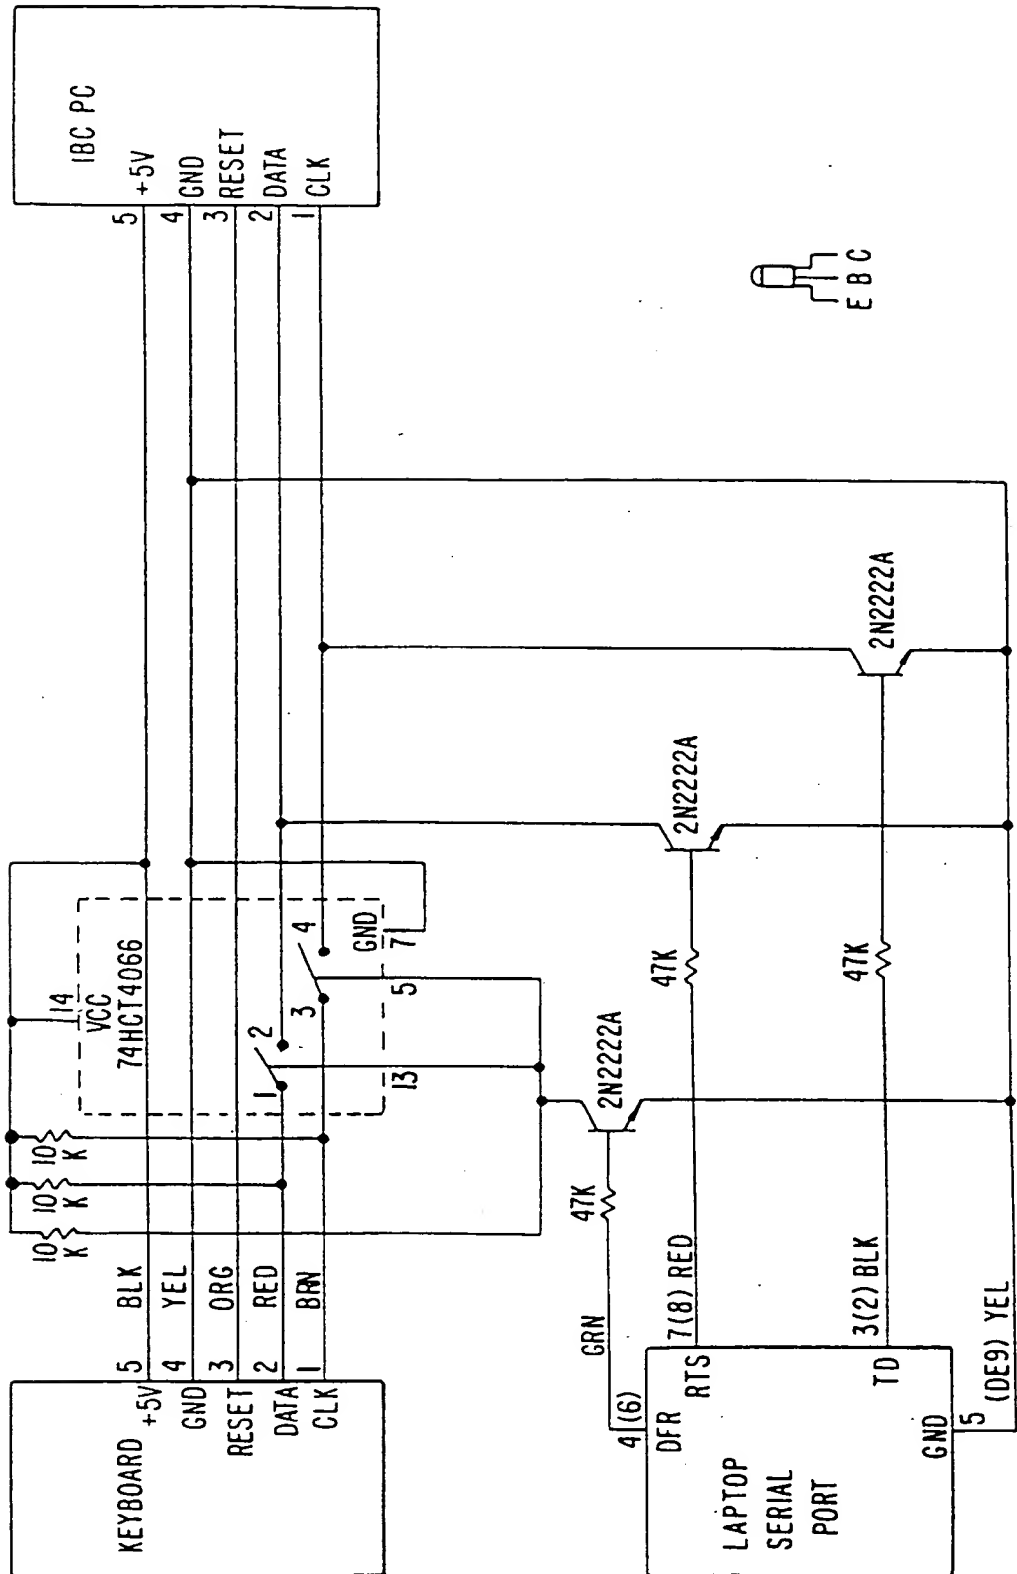 IBC PC
+5V
GND
RESET
DATA
CLK
5
4
3
2
1
E B C
2N2222A
2N2222A
2N2222A
14
VCC
74HCT4066
1
2
3
4
GND
7
5
13
10
K
10
K
10
K
47K
47K
47K
BLK
YEL
ORG
RED
BRN
5
4
3
2
1
KEYBOARD
+5V
GND
RESET
DATA
CLK
GRN
7(8) RED
3(2) BLK
(DE9) YEL
4
(6)
5
DFR
RTS
TD
GND
LAPTOP
SERIAL
PORT